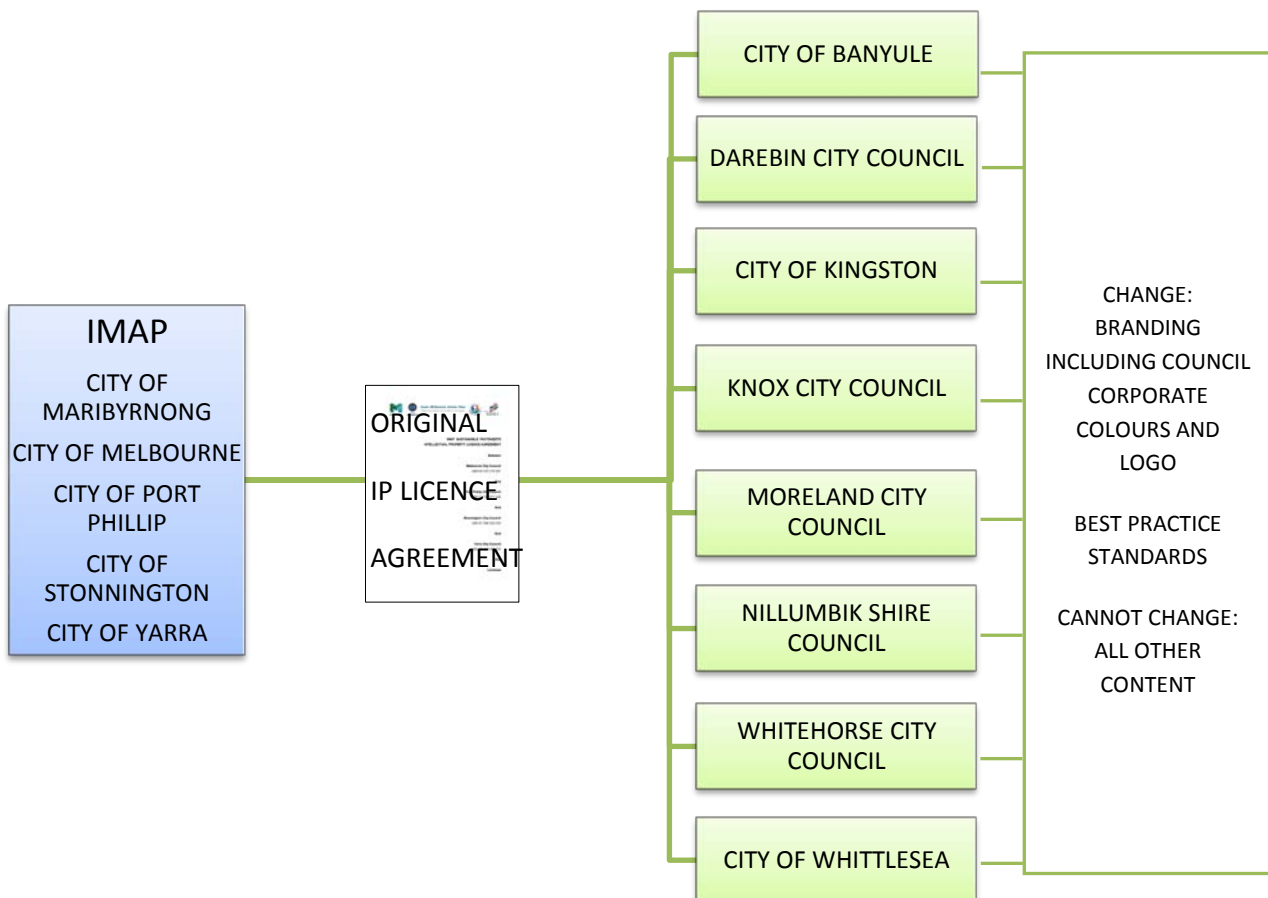 IMAP
CITY OF
MARIBYRNONG
CITY OF MELBOURNE
CITY OF PORT
PHILLIP
CITY OF
STONNINGTON
CITY OF YARRA
ORIGINAL
IP LICENCE
AGREEMENT
CITY OF BANYULE
DAREBIN CITY COUNCIL
CITY OF KINGSTON
KNOX CITY COUNCIL
MORELAND CITY
COUNCIL
NILLUMBIK SHIRE
COUNCIL
WHITEHORSE CITY
COUNCIL
CITY OF WHITTLESEA
CHANGE:
BRANDING
INCLUDING COUNCIL
CORPORATE
COLOURS AND
LOGO
BEST PRACTICE
STANDARDS
CANNOT CHANGE:
ALL OTHER
CONTENT